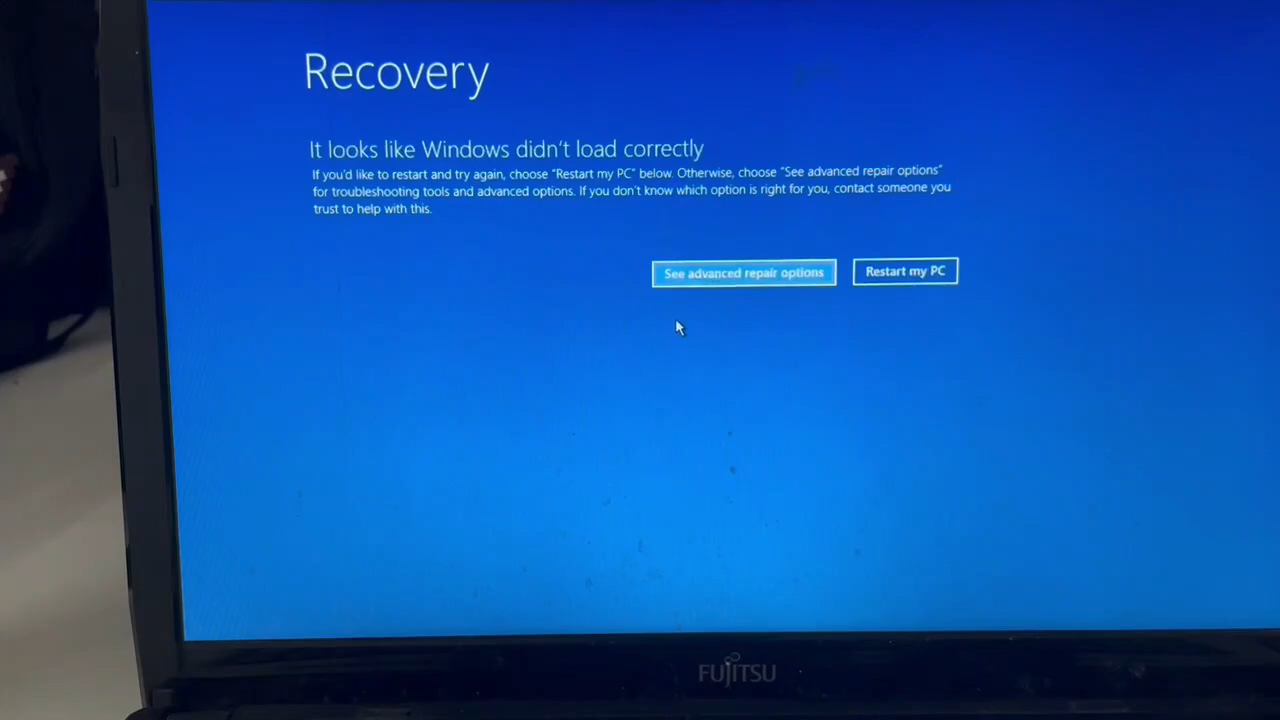 Recovery
It looks like Windows didn't load correctly
If you'd like to restart and try again, choose "Restart my PC" below. Otherwise, choose "See advanced repair options"
for troubleshooting tools and advanced options. If you don't know which option is right for you, contact someone you
trust to help with this.
See advanced repair options
Restart my PC
FUJITSU